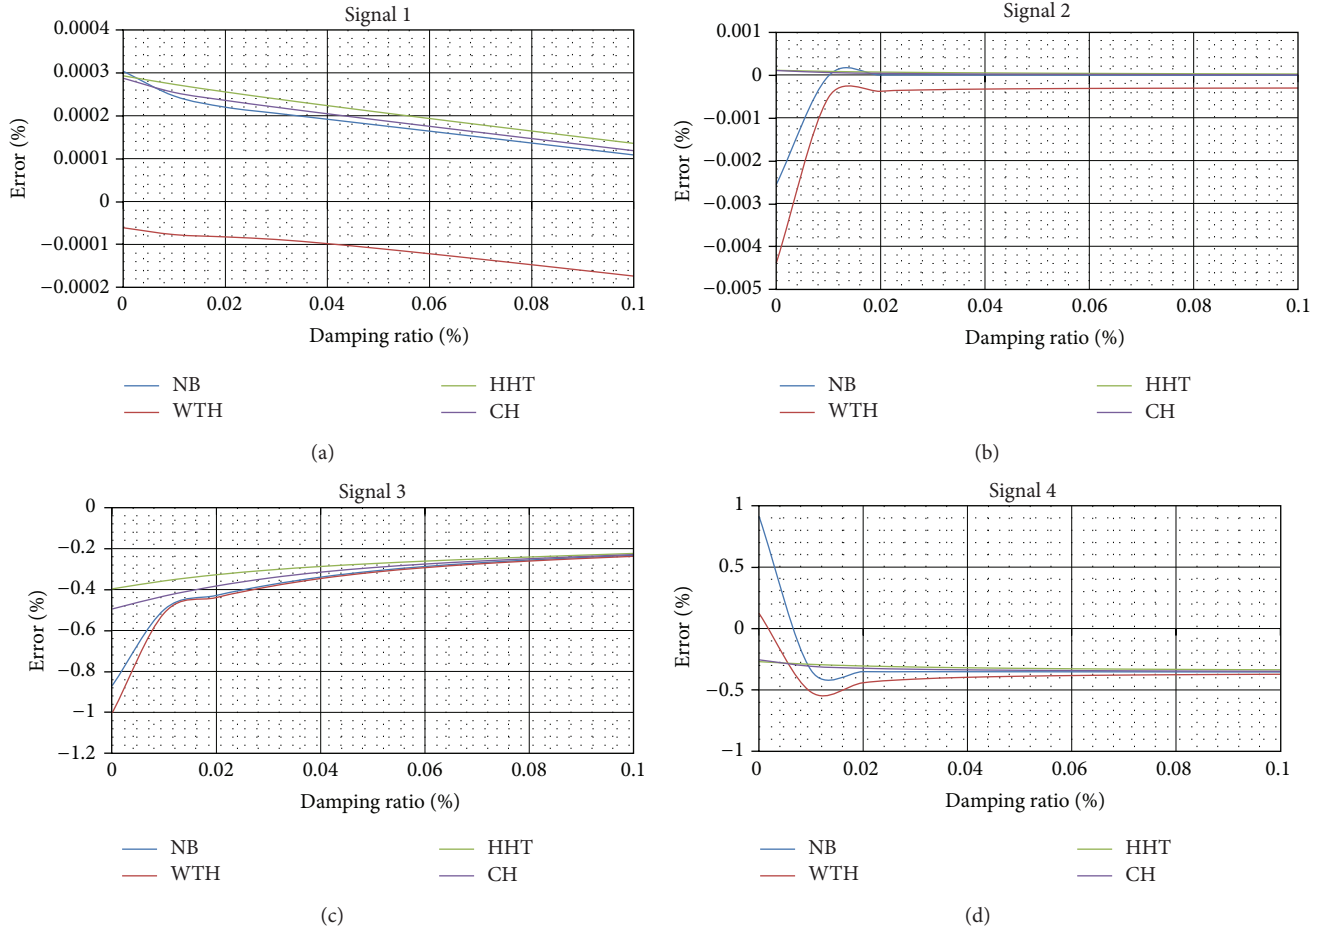 Signal 1
0.0004
0.0003
0.0002
0.0001
0
−0.0001
−0.0002
Error (%)
0 0.02 0.04 0.06 0.08 0.1
Damping ratio (%)
NB HHT
WTH CH
(a)
Signal 2
0.001
0
−0.001
−0.002
−0.003
−0.004
−0.005
Error (%)
0 0.02 0.04 0.06 0.08 0.1
Damping ratio (%)
NB HHT
WTH CH
(b)
Signal 3
0
−0.2
−0.4
−0.6
−0.8
−1
−1.2
Error (%)
0 0.02 0.04 0.06 0.08 0.1
Damping ratio (%)
NB HHT
WTH CH
(c)
Signal 4
1
0.5
0
−0.5
−1
Error (%)
0 0.02 0.04 0.06 0.08 0.1
Damping ratio (%)
NB HHT
WTH CH
(d)